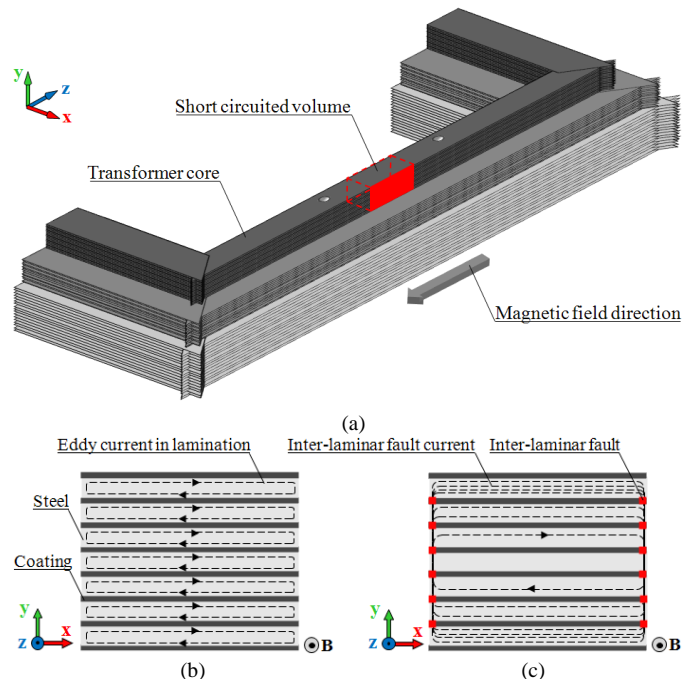 y
z
x
Short circuited volume
Transformer core
Magnetic field direction
(a)
Eddy current in lamination
Inter-laminar fault current
Inter-laminar fault
Steel
Coating
y
z
x
B
(b)
y
z
x
B
(c)